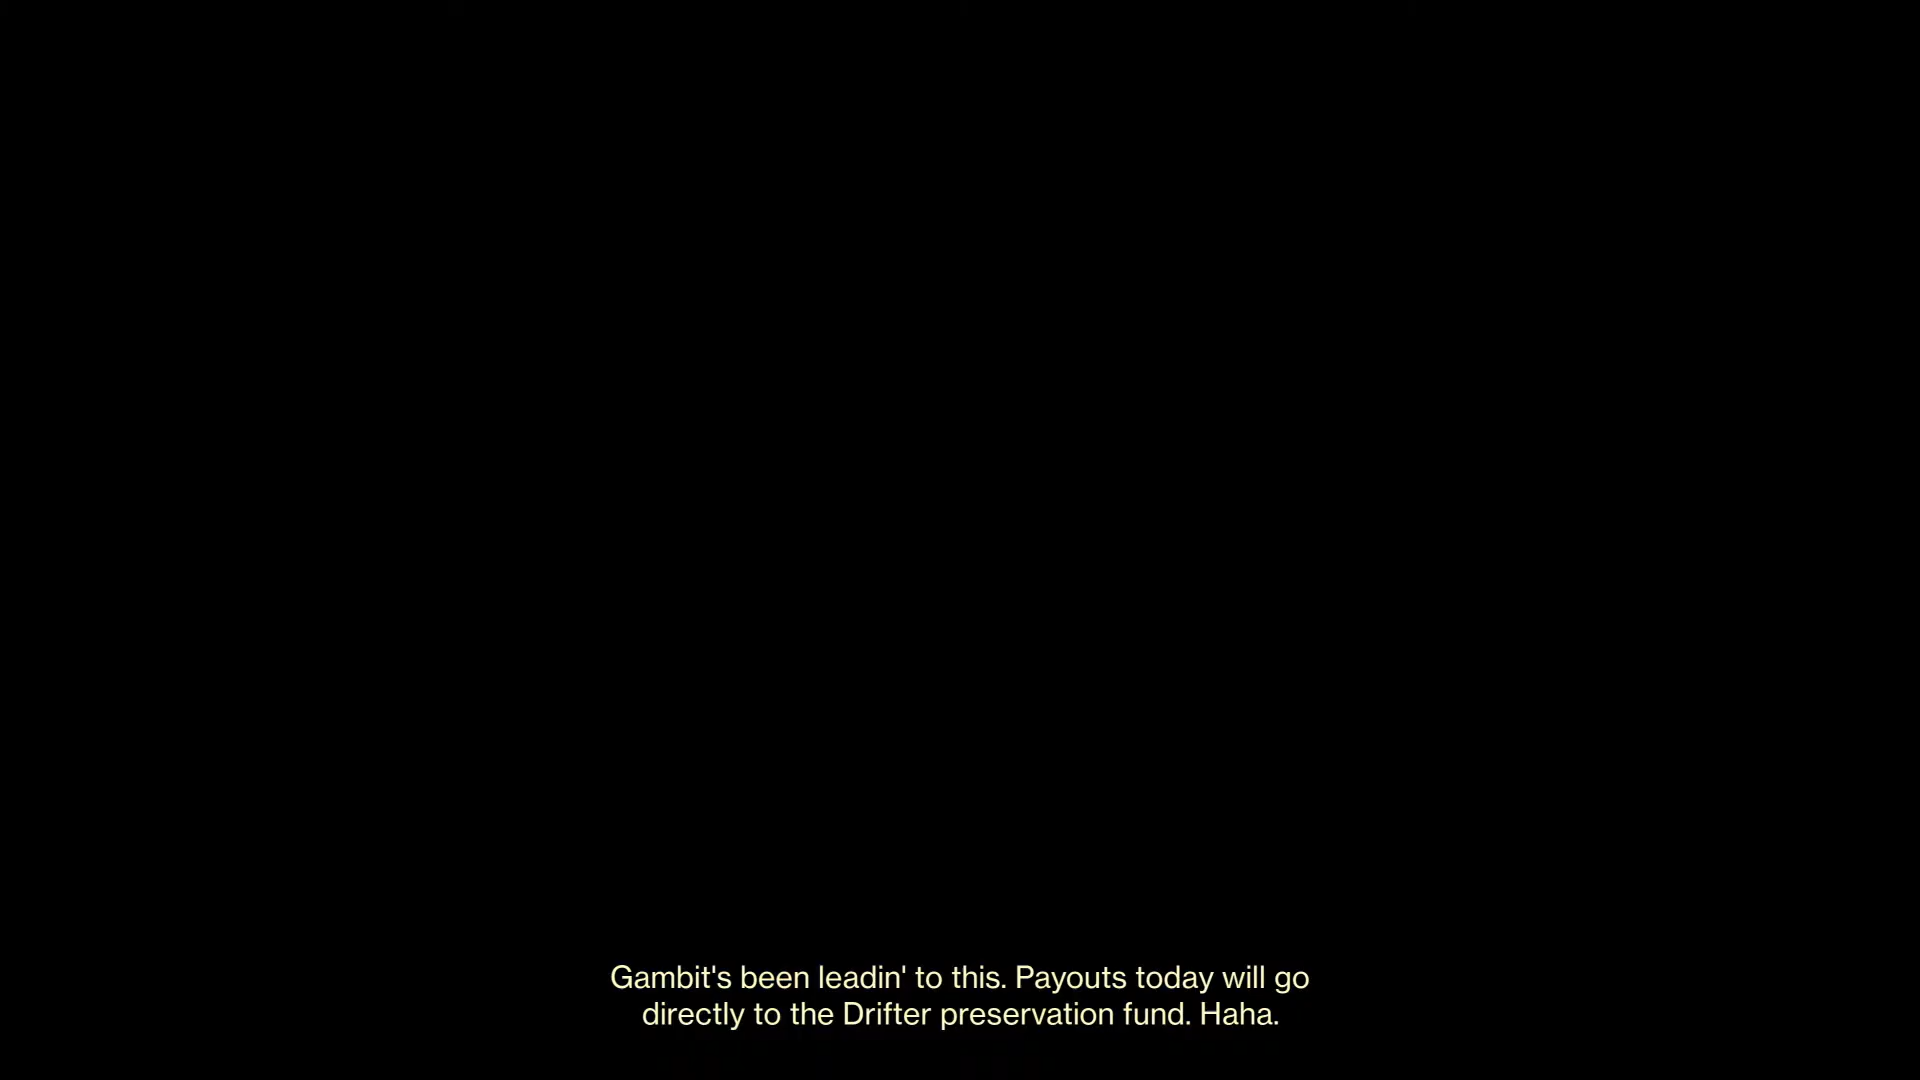 Gambit's been leadin' to this. Payouts today will go
directly to the Drifter preservation fund. Haha.